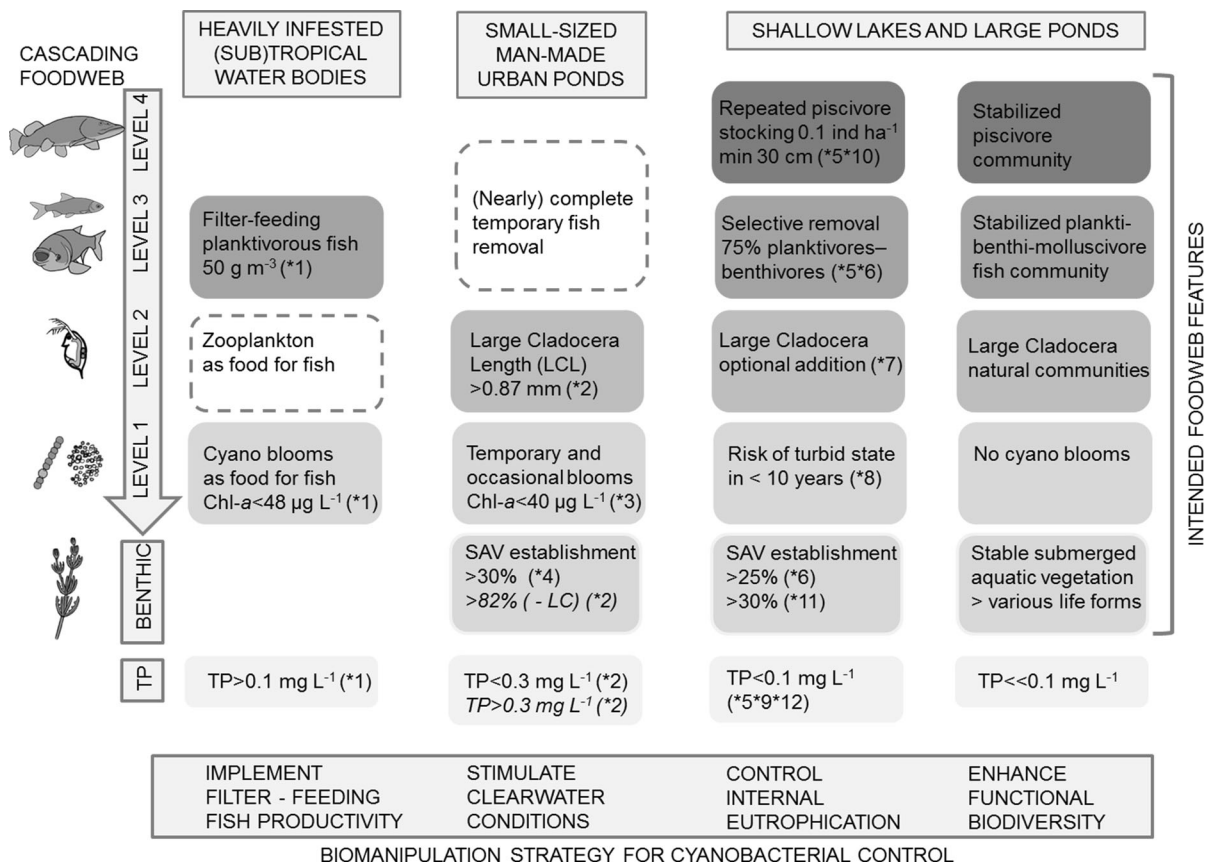 CASCADING
FOODWEB
HEAVILY INFESTED
(SUB)TROPICAL
WATER BODIES
SMALL-SIZED
MAN-MADE
URBAN PONDS
SHALLOW LAKES AND LARGE PONDS
LEVEL 4
Repeated piscivore
stocking 0.1 ind ha⁻¹
min 30 cm (*5*10)
Stabilized
piscivore
community
LEVEL 3
Filter-feeding
planktivorous fish
50 g m⁻³ (*1)
(Nearly) complete
temporary fish
removal
Selective removal
75% planktivores–
benthivores (*5*6)
Stabilized plankti-
benthi-molluscivore
fish community
LEVEL 2
Zooplankton
as food for fish
Large Cladocera
Length (LCL)
>0.87 mm (*2)
Large Cladocera
optional addition (*7)
Large Cladocera
natural communities
LEVEL 1
Cyano blooms
as food for fish
Chl-a<48 µg L⁻¹ (*1)
Temporary and
occasional blooms
Chl-a<40 µg L⁻¹ (*3)
Risk of turbid state
in < 10 years (*8)
No cyano blooms
BENTHIC
SAV establishment
>30% (*4)
>82% ( - LC) (*2)
SAV establishment
>25% (*6)
>30% (*11)
Stable submerged
aquatic vegetation
> various life forms
TP
TP>0.1 mg L⁻¹ (*1)
TP<0.3 mg L⁻¹ (*2)
TP>0.3 mg L⁻¹ (*2)
TP<0.1 mg L⁻¹
(*5*9*12)
TP<<0.1 mg L⁻¹
INTENDED FOODWEB FEATURES
IMPLEMENT
FILTER - FEEDING
FISH PRODUCTIVITY
STIMULATE
CLEARWATER
CONDITIONS
CONTROL
INTERNAL
EUTROPHICATION
ENHANCE
FUNCTIONAL
BIODIVERSITY
BIOMANIPULATION STRATEGY FOR CYANOBACTERIAL CONTROL